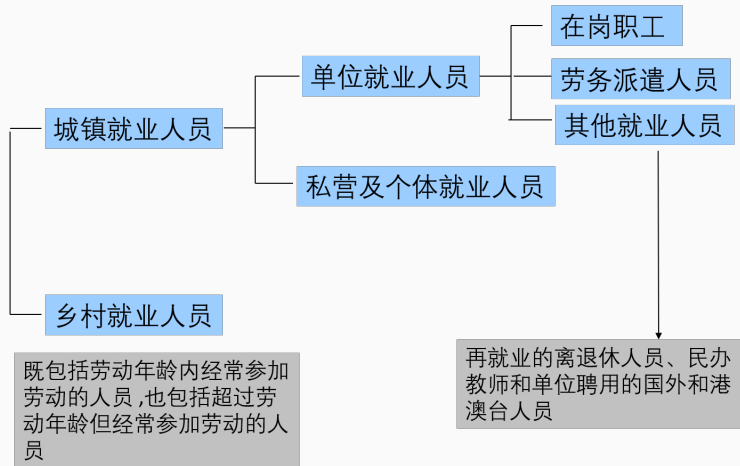 在岗职工
单位就业人员
劳务派遣人员
城镇就业人员
其他就业人员
私营及个体就业人员
乡村就业人员
既包括劳动年龄内经常参加
劳动的人员,也包括超过劳
动年龄但经常参加劳动的人
员
再就业的离退休人员、民办
教师和单位聘用的国外和港
澳台人员